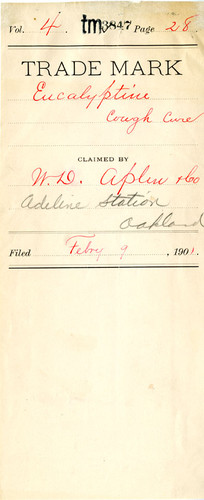 Vol. 4. tm3847 Page 28.
TRADE MARK
Eucalyptine
Cough Cure
CLAIMED BY
W. D. Aplin & Co
Adeline Station
Oakland
Filed Febry 9, 1901.